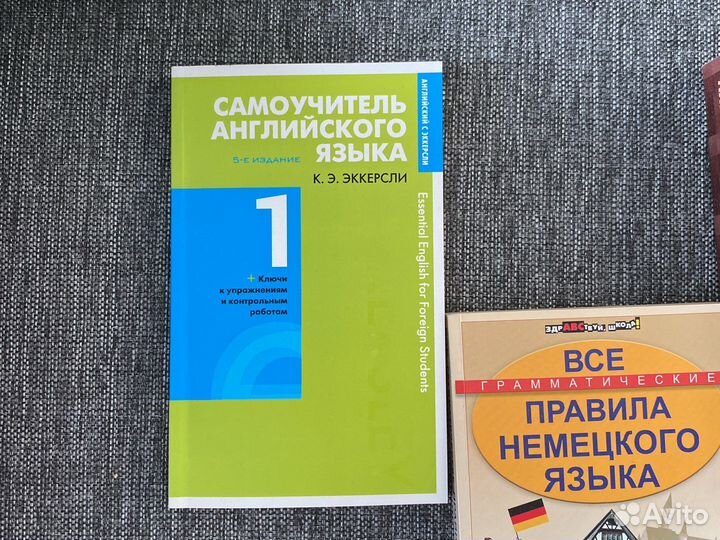 САМОУЧИТЕЛЬ
АНГЛИЙСКОГО
ЯЗЫКА
5-Е ИЗДАНИЕ
К. Э. ЭККЕРСЛИ
1
+ Ключи
к упражнениям
и контрольным
работам
АНГЛИЙСКИЙ С ЭККЕРСЛИ
Essential English for Foreign Students
ЗДРАВСТВУЙ, ШКОЛА!
ВСЕ
ГРАММАТИЧЕСКИЕ
ПРАВИЛА
НЕМЕЦКОГО
ЯЗЫКА
Avito